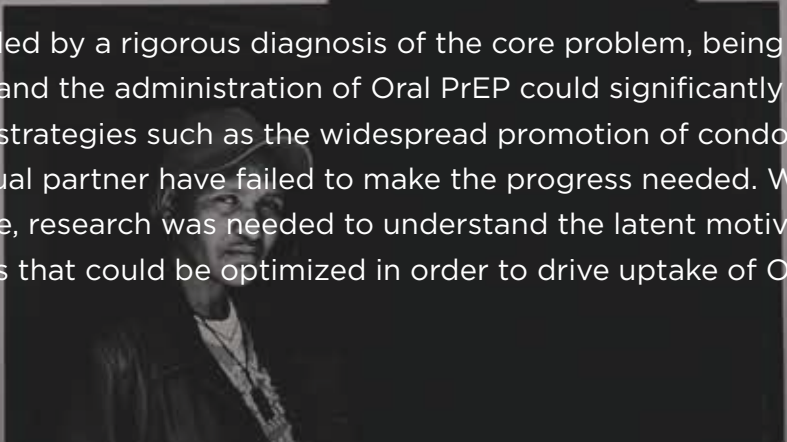 led by a rigorous diagnosis of the core problem, being
and the administration of Oral PrEP could significantly
strategies such as the widespread promotion of condo
ual partner have failed to make the progress needed. W
e, research was needed to understand the latent motiv
s that could be optimized in order to drive uptake of O